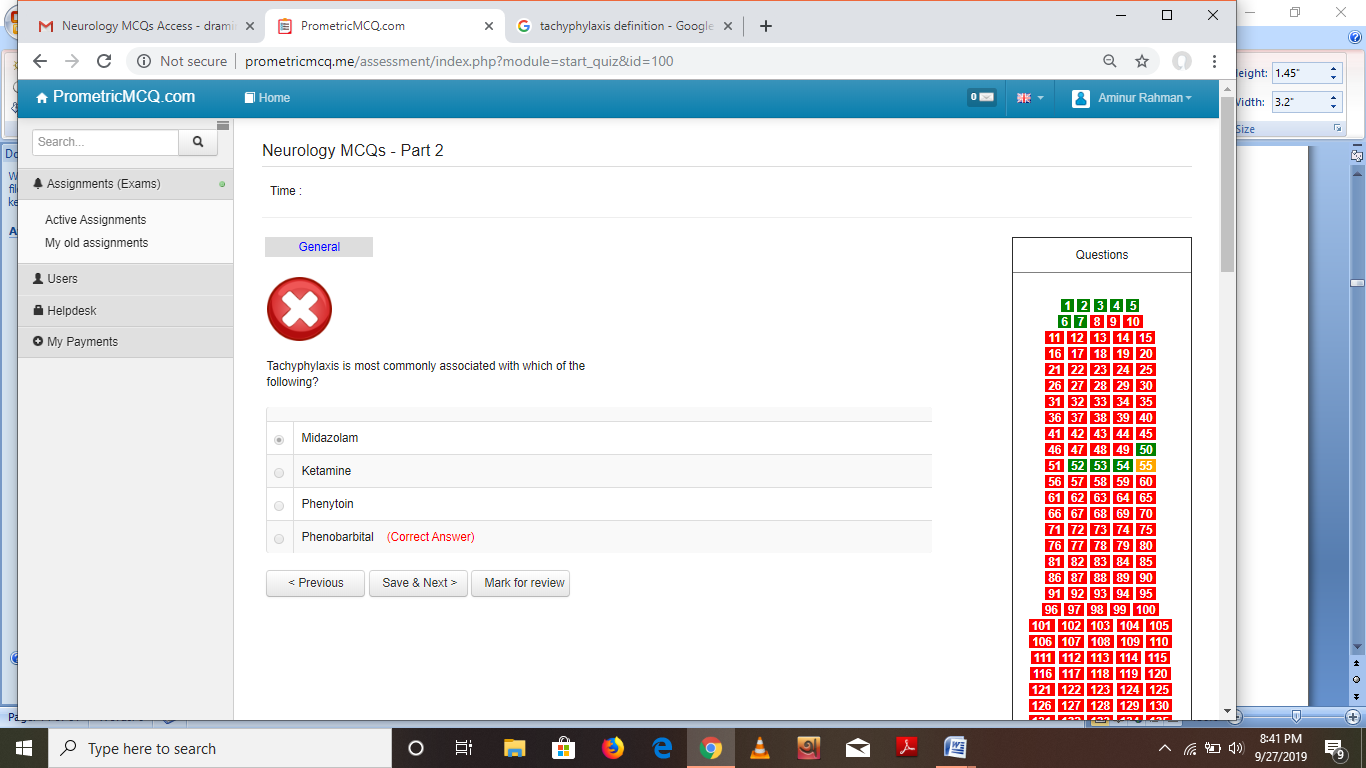 Neurology MCQs Access - drami
PrometricMCQ.com
tachyphylaxis definition - Google
Not secure | prometricmcq.me/assessment/index.php?module=start_quiz&id=100
Height: 1.45"
Width: 3.2"
Size
PrometricMCQ.com
Home
0
Aminur Rahman
Search...
Assignments (Exams)
Active Assignments
My old assignments
Users
Helpdesk
My Payments
Neurology MCQs - Part 2
Time :
General
Tachyphylaxis is most commonly associated with which of the
following?
Midazolam
Ketamine
Phenytoin
Phenobarbital (Correct Answer)
< Previous
Save & Next >
Mark for review
Questions
1 2 3 4 5
6 7 8 9 10
11 12 13 14 15
16 17 18 19 20
21 22 23 24 25
26 27 28 29 30
31 32 33 34 35
36 37 38 39 40
41 42 43 44 45
46 47 48 49 50
51 52 53 54 55
56 57 58 59 60
61 62 63 64 65
66 67 68 69 70
71 72 73 74 75
76 77 78 79 80
81 82 83 84 85
86 87 88 89 90
91 92 93 94 95
96 97 98 99 100
101 102 103 104 105
106 107 108 109 110
111 112 113 114 115
116 117 118 119 120
121 122 123 124 125
126 127 128 129 130
Type here to search
8:41 PM
9/27/2019
9